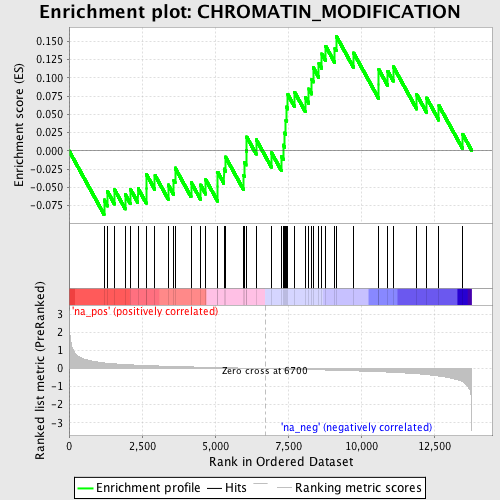 Enrichment plot: CHROMATIN_MODIFICATION
Enrichment score (ES)
0.150
0.125
0.100
0.075
0.050
0.025
0.000
-0.025
-0.050
-0.075
'na_pos' (positively correlated)
Ranked list metric (PreRanked)
3
2
1
0
-1
-2
-3
Zero cross at 6700
'na_neg' (negatively correlated)
0 2,500 5,000 7,500 10,000 12,500
Rank in Ordered Dataset
Enrichment profile Hits Ranking metric scores